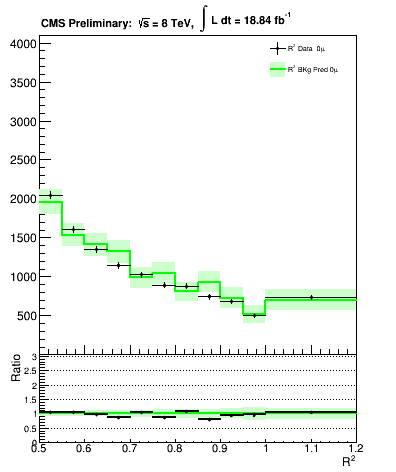 CMS Preliminary: √s = 8 TeV, ∫ L dt = 18.84 fb⁻¹
R² Data 0μ
R² BKg Pred 0μ
4000
3500
3000
2500
2000
1500
1000
500
Ratio
3
2.5
2
1.5
1
0.5
0
0.5 0.6 0.7 0.8 0.9 1 1.1 1.2
R²